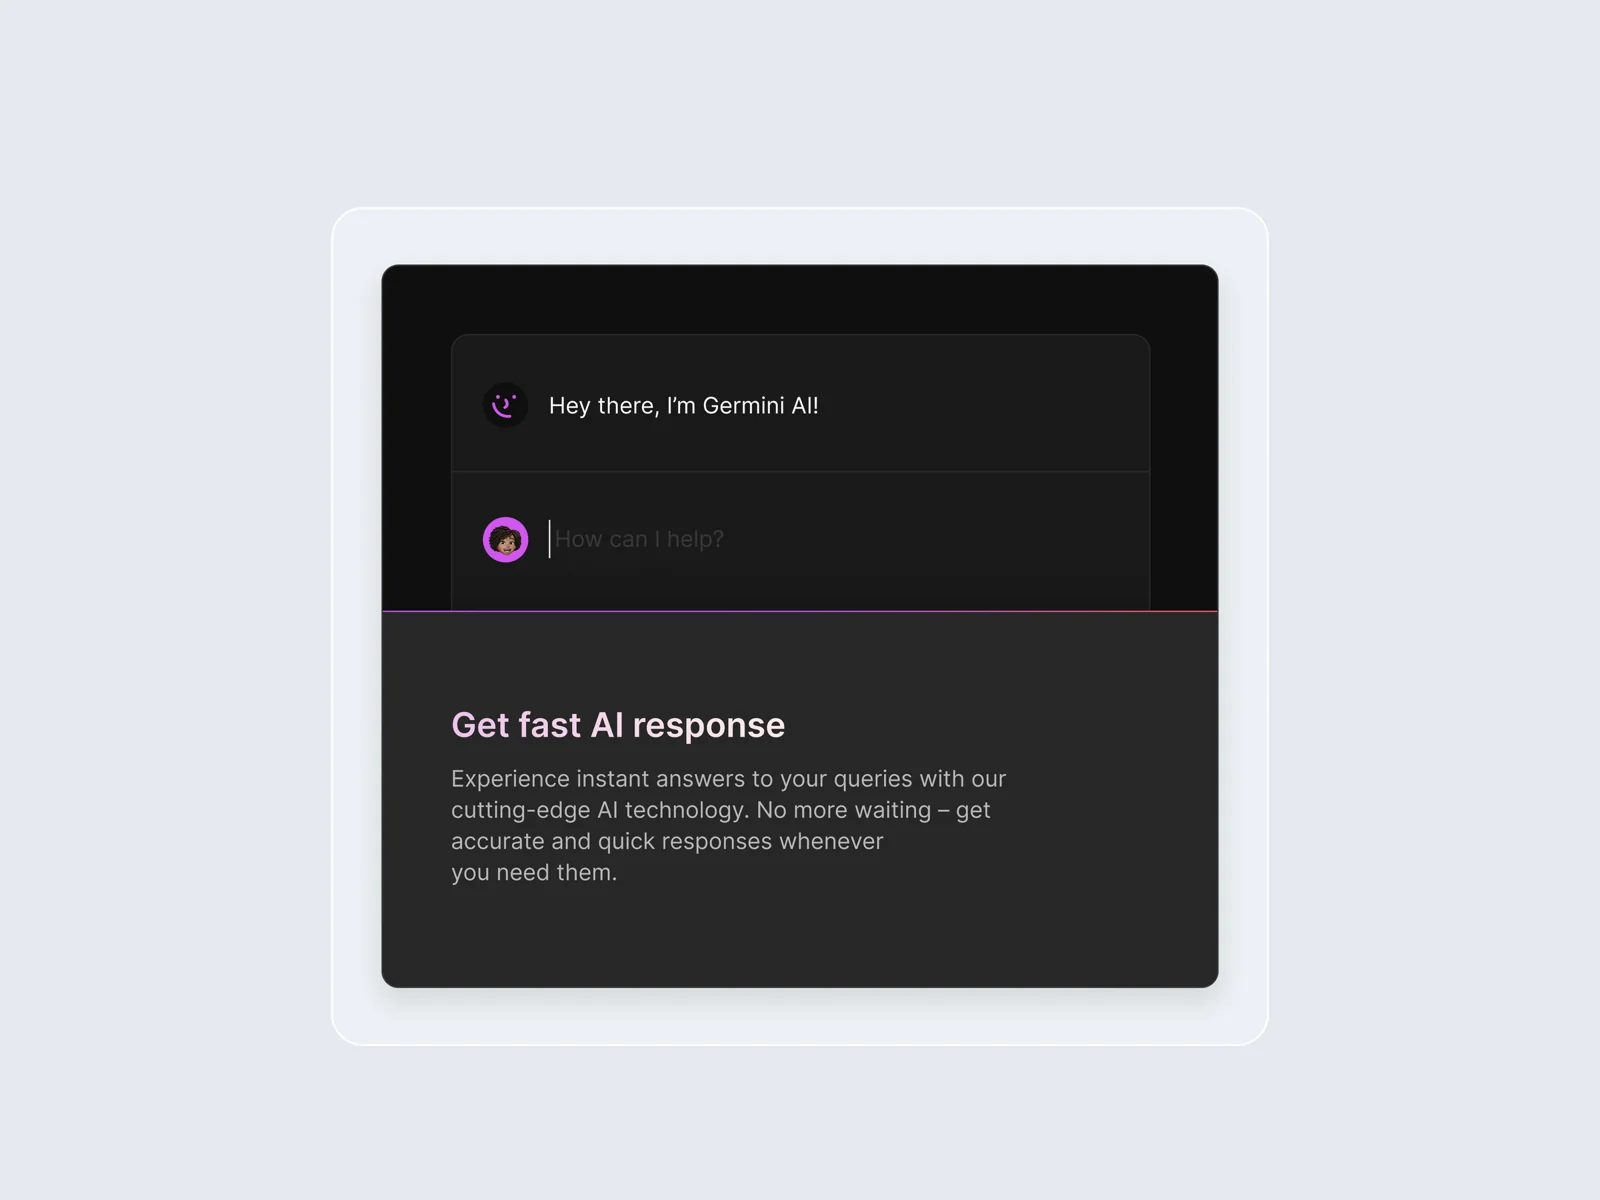 Hey there, I’m Germini AI!
How can I help?
Get fast AI response
Experience instant answers to your queries with our
cutting-edge AI technology. No more waiting – get
accurate and quick responses whenever
you need them.